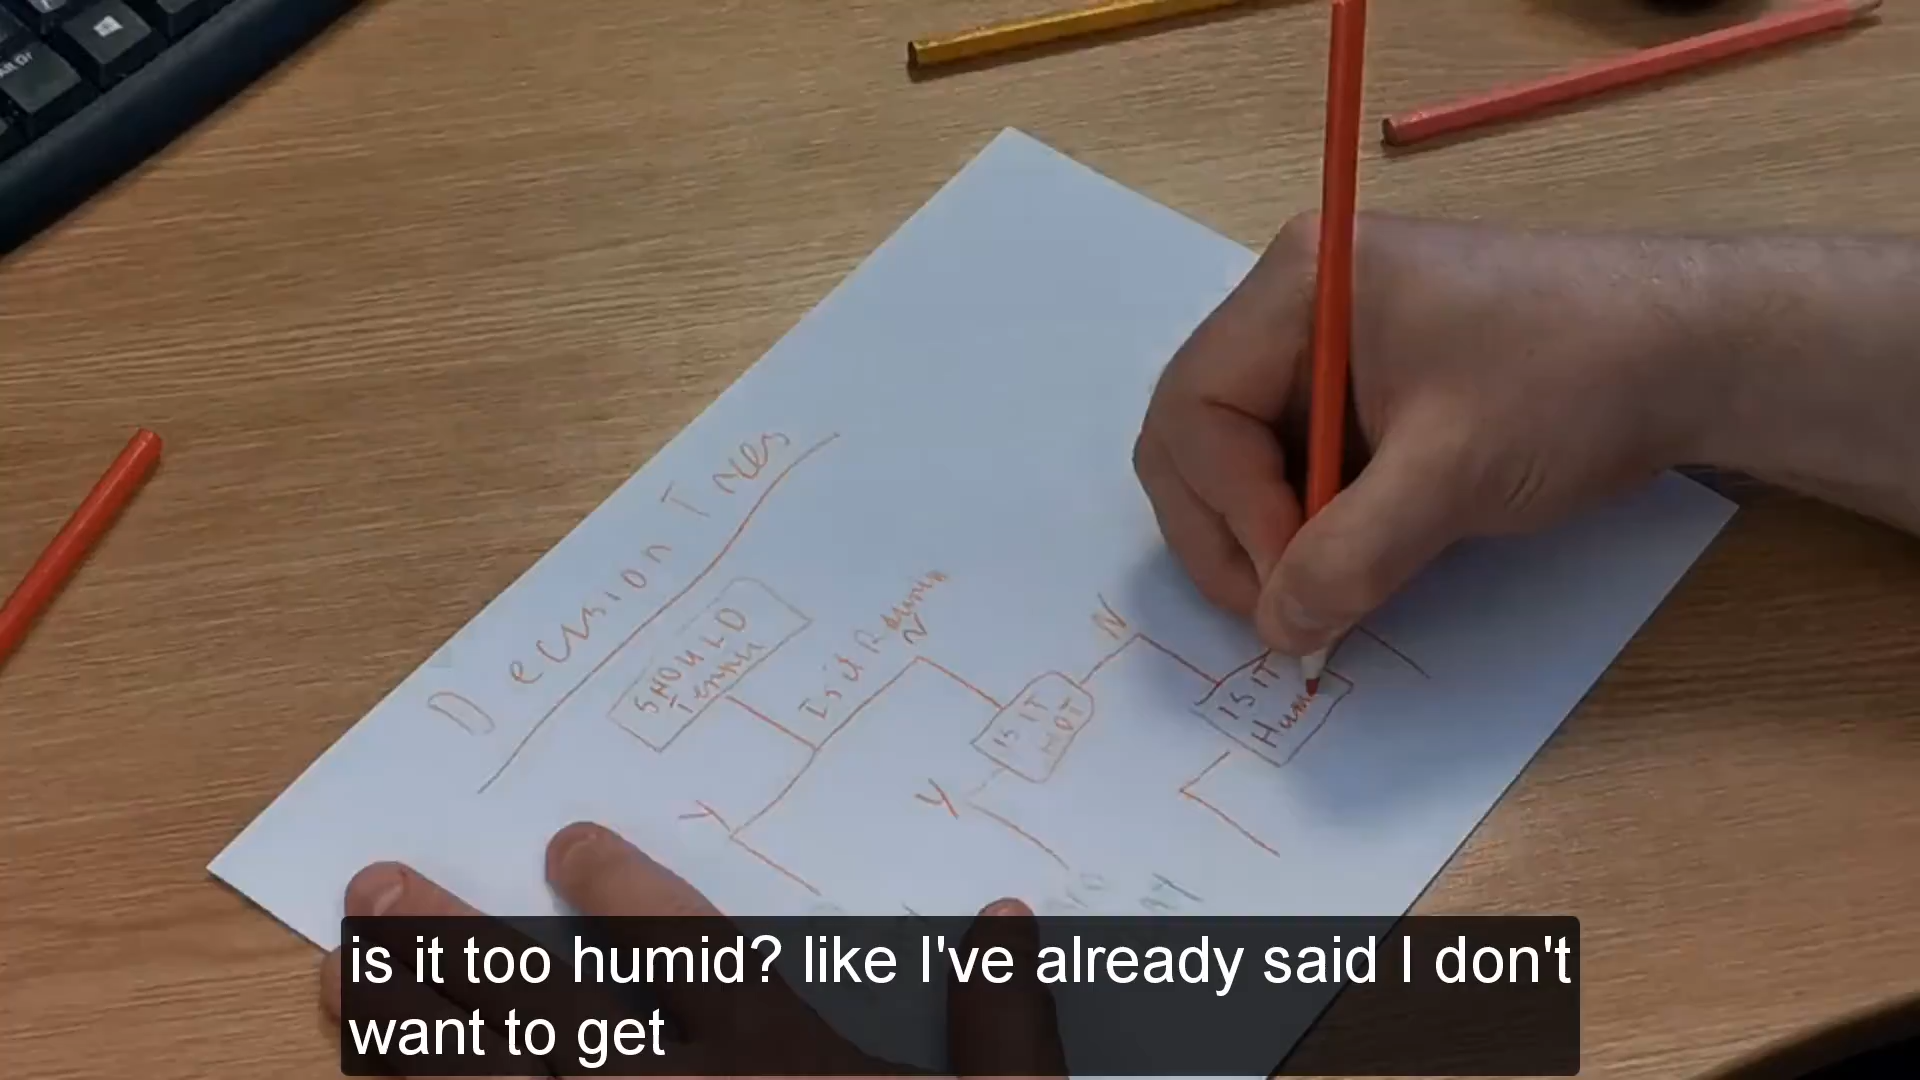 Decision Trees
SHOULD
I Tennis
Is it Raining
N
Y
IS IT
HOT
N
Y
IS IT
Hum
is it too humid? like I've already said I don't
want to get